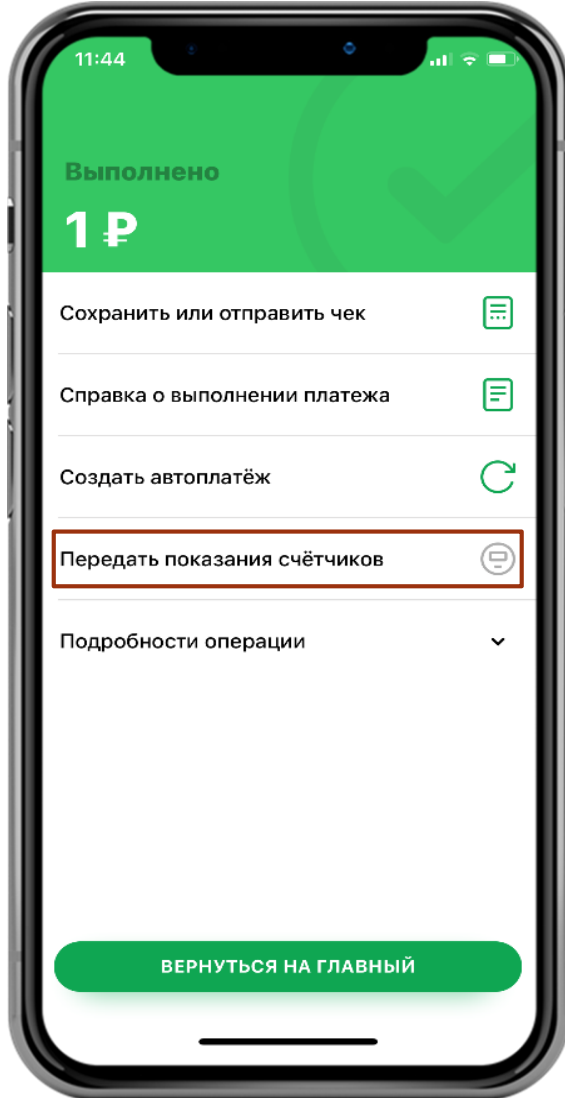 11:44
Выполнено
1 ₽
Сохранить или отправить чек
Справка о выполнении платежа
Создать автоплатёж
Передать показания счётчиков
Подробности операции
ВЕРНУТЬСЯ НА ГЛАВНЫЙ